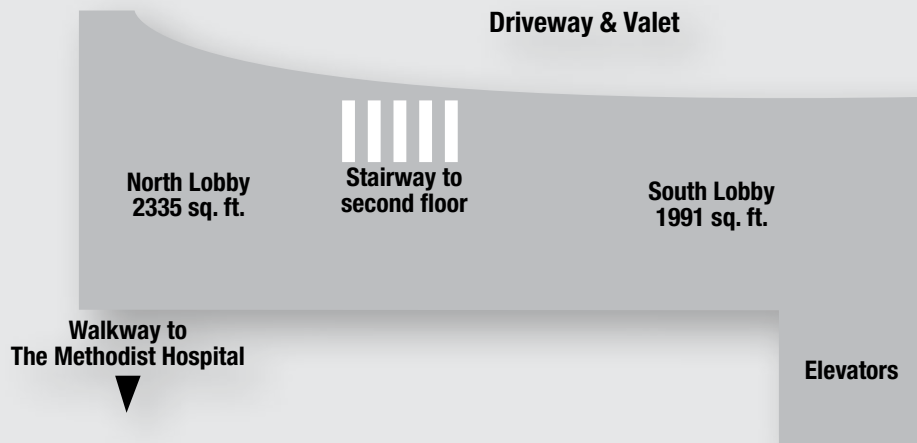 Driveway & Valet
North Lobby
2335 sq. ft.
Stairway to
second floor
South Lobby
1991 sq. ft.
Walkway to
The Methodist Hospital
Elevators